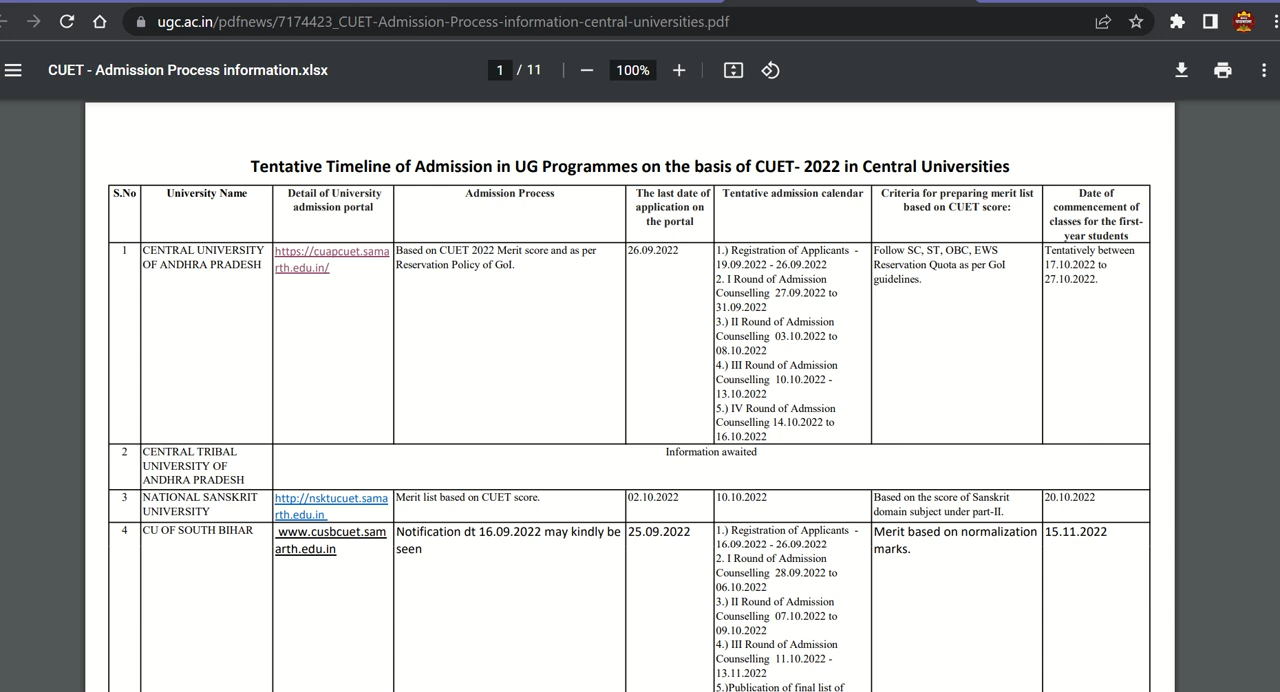 ugc.ac.in/pdfnews/7174423_CUET-Admission-Process-information-central-universities.pdf
CUET - Admission Process information.xlsx
1 / 11
100%
Tentative Timeline of Admission in UG Programmes on the basis of CUET- 2022 in Central Universities
S.No
University Name
Detail of University
admission portal
Admission Process
The last date of
application on
the portal
Tentative admission calendar
Criteria for preparing merit list
based on CUET score:
Date of
commencement of
classes for the first-
year students
1
CENTRAL UNIVERSITY
OF ANDHRA PRADESH
https://cuapcuet.sama
rth.edu.in/
Based on CUET 2022 Merit score and as per
Reservation Policy of GoI.
26.09.2022
1.) Registration of Applicants -
19.09.2022 - 26.09.2022
2. I Round of Admission
Counselling 27.09.2022 to
31.09.2022
3.) II Round of Admission
Counselling 03.10.2022 to
08.10.2022
4.) III Round of Admission
Counselling 10.10.2022 -
13.10.2022
5.) IV Round of Admssion
Counselling 14.10.2022 to
16.10.2022
Follow SC, ST, OBC, EWS
Reservation Quota as per GoI
guidelines.
Tentatively between
17.10.2022 to
27.10.2022.
2
CENTRAL TRIBAL
UNIVERSITY OF
ANDHRA PRADESH
Information awaited
3
NATIONAL SANSKRIT
UNIVERSITY
http://nsktucuet.sama
rth.edu.in
Merit list based on CUET score.
02.10.2022
10.10.2022
Based on the score of Sanskrit
domain subject under part-II.
20.10.2022
4
CU OF SOUTH BIHAR
www.cusbcuet.sam
arth.edu.in
Notification dt 16.09.2022 may kindly be
seen
25.09.2022
1.) Registration of Applicants -
16.09.2022 - 26.09.2022
2. I Round of Admission
Counselling 28.09.2022 to
06.10.2022
3.) II Round of Admission
Counselling 07.10.2022 to
09.10.2022
4.) III Round of Admission
Counselling 11.10.2022 -
13.11.2022
5.)Publication of final list of
Merit based on normalization
marks.
15.11.2022